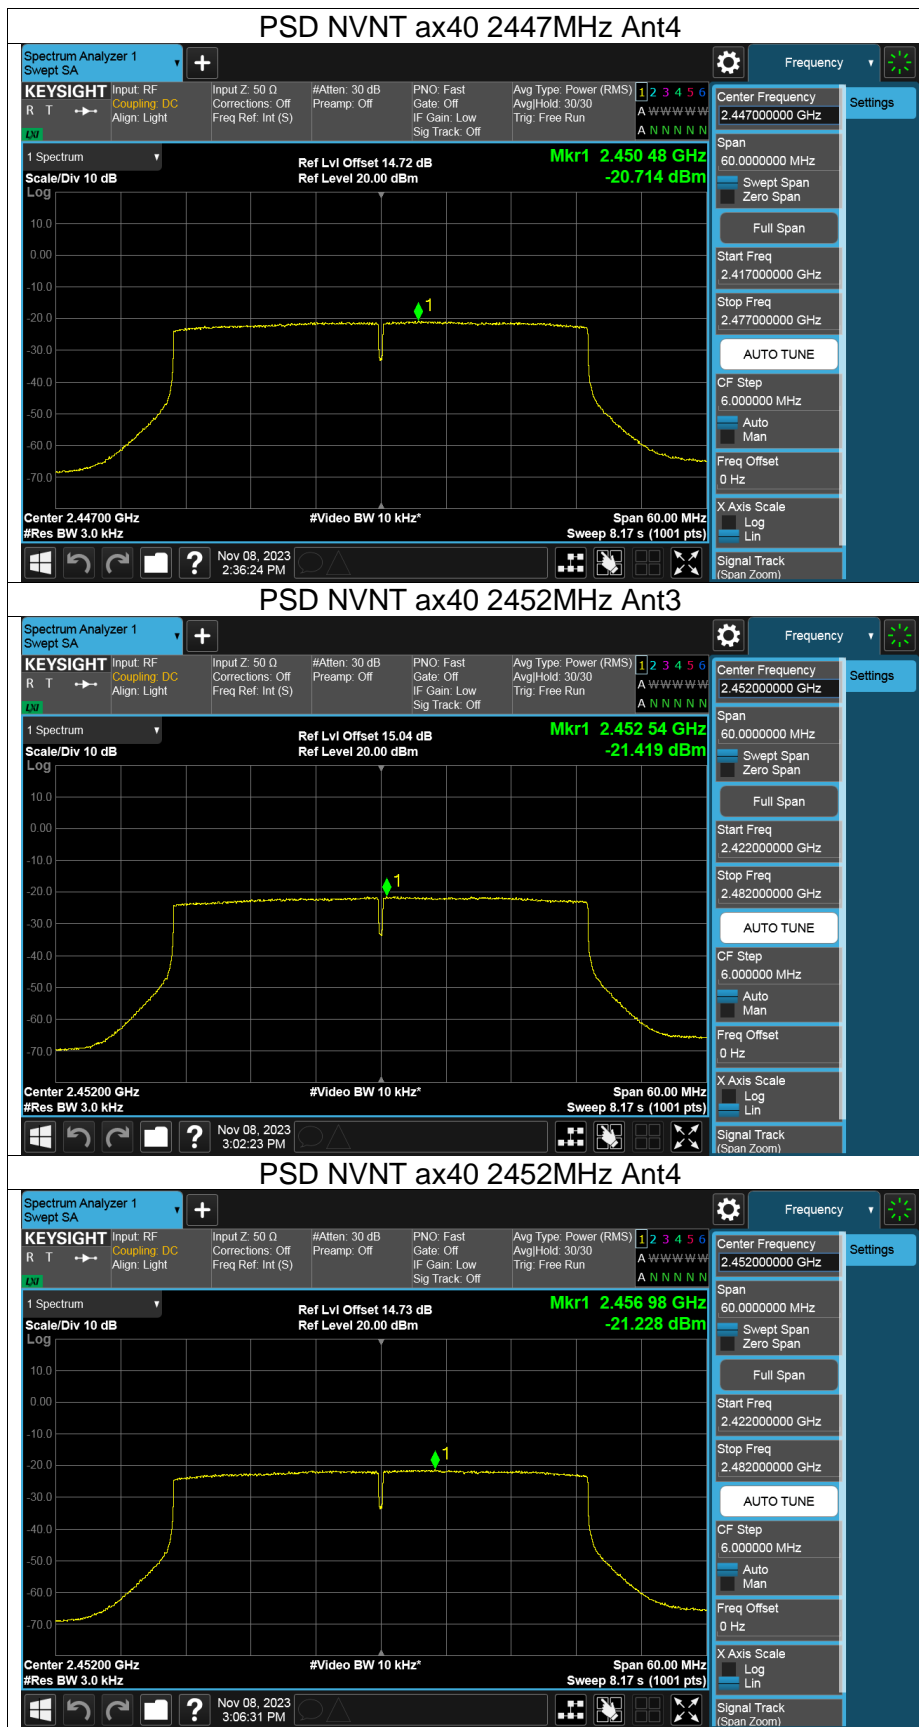 PSD NVNT ax40 2447MHz Ant4
Spectrum Analyzer 1
Swept SA
Frequency
KEYSIGHT
R T
LXI
Input: RF
Coupling: DC
Align: Light
Input Z: 50 Ω
Corrections: Off
Freq Ref: Int (S)
#Atten: 30 dB
Preamp: Off
PNO: Fast
Gate: Off
IF Gain: Low
Sig Track: Off
Avg Type: Power (RMS)
Avg|Hold: 30/30
Trig: Free Run
1 2 3 4 5 6
A W W W W W
A N N N N N
1 Spectrum
Scale/Div 10 dB
Ref Lvl Offset 14.72 dB
Ref Level 20.00 dBm
Mkr1 2.450 48 GHz
-20.714 dBm
Log
10.0
0.00
-10.0
-20.0
-30.0
-40.0
-50.0
-60.0
-70.0
1
Center 2.44700 GHz
#Res BW 3.0 kHz
#Video BW 10 kHz*
Span 60.00 MHz
Sweep 8.17 s (1001 pts)
Nov 08, 2023
2:36:24 PM
Center Frequency
2.447000000 GHz
Settings
Span
60.0000000 MHz
Swept Span
Zero Span
Full Span
Start Freq
2.417000000 GHz
Stop Freq
2.477000000 GHz
AUTO TUNE
CF Step
6.000000 MHz
Auto
Man
Freq Offset
0 Hz
X Axis Scale
Log
Lin
Signal Track
(Span Zoom)
PSD NVNT ax40 2452MHz Ant3
Spectrum Analyzer 1
Swept SA
Frequency
KEYSIGHT
R T
LXI
Input: RF
Coupling: DC
Align: Light
Input Z: 50 Ω
Corrections: Off
Freq Ref: Int (S)
#Atten: 30 dB
Preamp: Off
PNO: Fast
Gate: Off
IF Gain: Low
Sig Track: Off
Avg Type: Power (RMS)
Avg|Hold: 30/30
Trig: Free Run
1 2 3 4 5 6
A W W W W W
A N N N N N
1 Spectrum
Scale/Div 10 dB
Ref Lvl Offset 15.04 dB
Ref Level 20.00 dBm
Mkr1 2.452 54 GHz
-21.419 dBm
Log
10.0
0.00
-10.0
-20.0
-30.0
-40.0
-50.0
-60.0
-70.0
1
Center 2.45200 GHz
#Res BW 3.0 kHz
#Video BW 10 kHz*
Span 60.00 MHz
Sweep 8.17 s (1001 pts)
Nov 08, 2023
3:02:23 PM
Center Frequency
2.452000000 GHz
Settings
Span
60.0000000 MHz
Swept Span
Zero Span
Full Span
Start Freq
2.422000000 GHz
Stop Freq
2.482000000 GHz
AUTO TUNE
CF Step
6.000000 MHz
Auto
Man
Freq Offset
0 Hz
X Axis Scale
Log
Lin
Signal Track
(Span Zoom)
PSD NVNT ax40 2452MHz Ant4
Spectrum Analyzer 1
Swept SA
Frequency
KEYSIGHT
R T
LXI
Input: RF
Coupling: DC
Align: Light
Input Z: 50 Ω
Corrections: Off
Freq Ref: Int (S)
#Atten: 30 dB
Preamp: Off
PNO: Fast
Gate: Off
IF Gain: Low
Sig Track: Off
Avg Type: Power (RMS)
Avg|Hold: 30/30
Trig: Free Run
1 2 3 4 5 6
A W W W W W
A N N N N N
1 Spectrum
Scale/Div 10 dB
Ref Lvl Offset 14.73 dB
Ref Level 20.00 dBm
Mkr1 2.456 98 GHz
-21.228 dBm
Log
10.0
0.00
-10.0
-20.0
-30.0
-40.0
-50.0
-60.0
-70.0
1
Center 2.45200 GHz
#Res BW 3.0 kHz
#Video BW 10 kHz*
Span 60.00 MHz
Sweep 8.17 s (1001 pts)
Nov 08, 2023
3:06:31 PM
Center Frequency
2.452000000 GHz
Settings
Span
60.0000000 MHz
Swept Span
Zero Span
Full Span
Start Freq
2.422000000 GHz
Stop Freq
2.482000000 GHz
AUTO TUNE
CF Step
6.000000 MHz
Auto
Man
Freq Offset
0 Hz
X Axis Scale
Log
Lin
Signal Track
(Span Zoom)